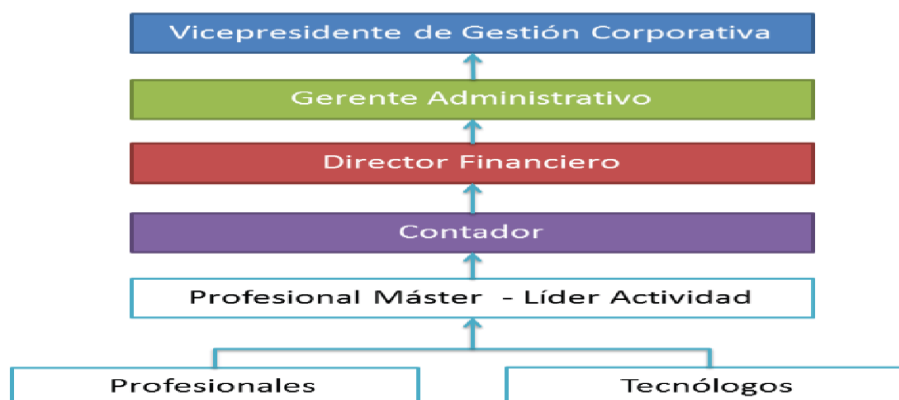 Vicepresidente de Gestión Corporativa
Gerente Administrativo
Director Financiero
Contador
Profesional Máster - Líder Actividad
Profesionales
Tecnólogos